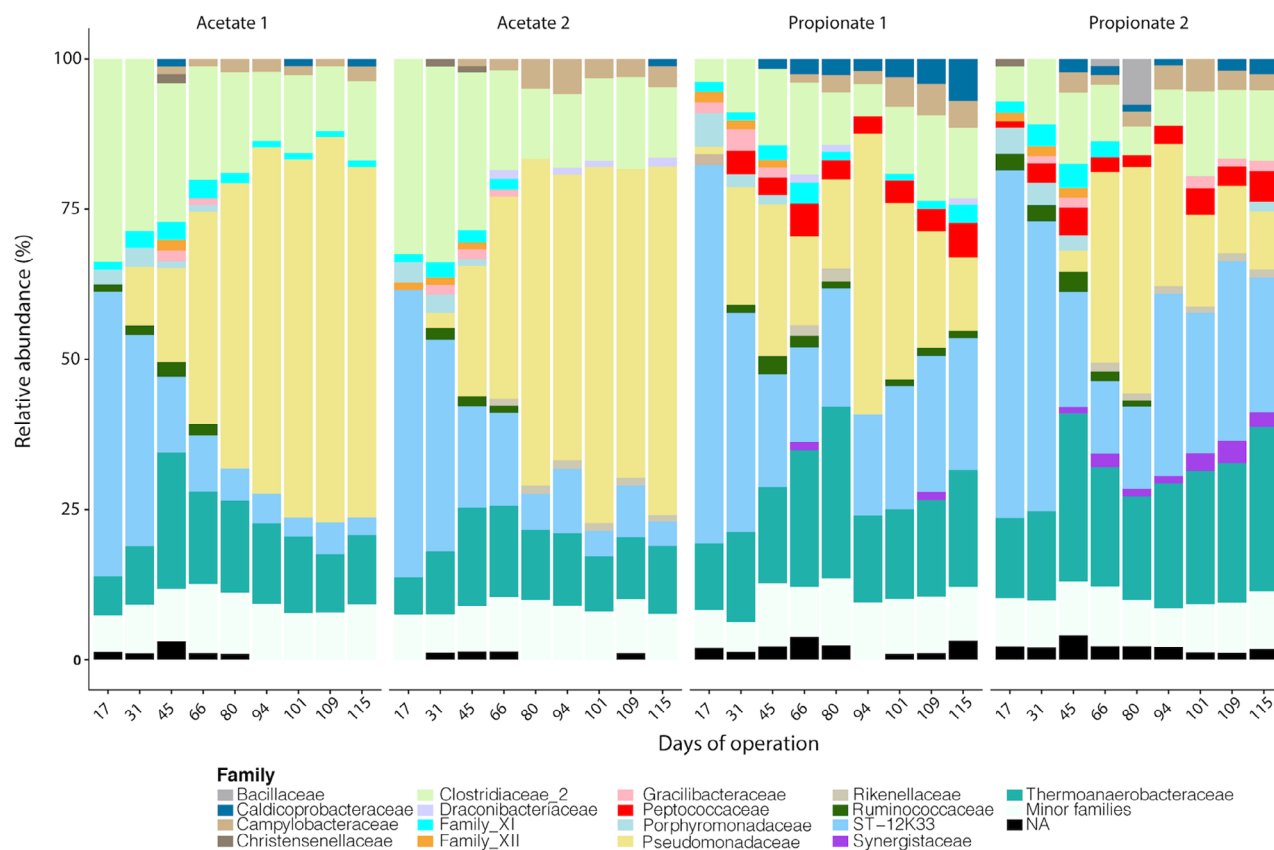 Acetate 1 Acetate 2 Propionate 1 Propionate 2
100
75
50
25
0
Relative abundance (%)
17 31 45 66 80 94 101 109 115 17 31 45 66 80 94 101 109 115 17 31 45 66 80 94 101 109 115 17 31 45 66 80 94 101 109 115
Days of operation
Family
Bacillaceae Clostridiaceae_2 Gracilibacteraceae Rikenellaceae Thermoanaerobacteraceae
Caldicoprobacteraceae Draconibacteriaceae Peptococcaceae Ruminococcaceae Minor families
Campylobacteraceae Family_XI Porphyromonadaceae ST−12K33 NA
Christensenellaceae Family_XII Pseudomonadaceae Synergistaceae